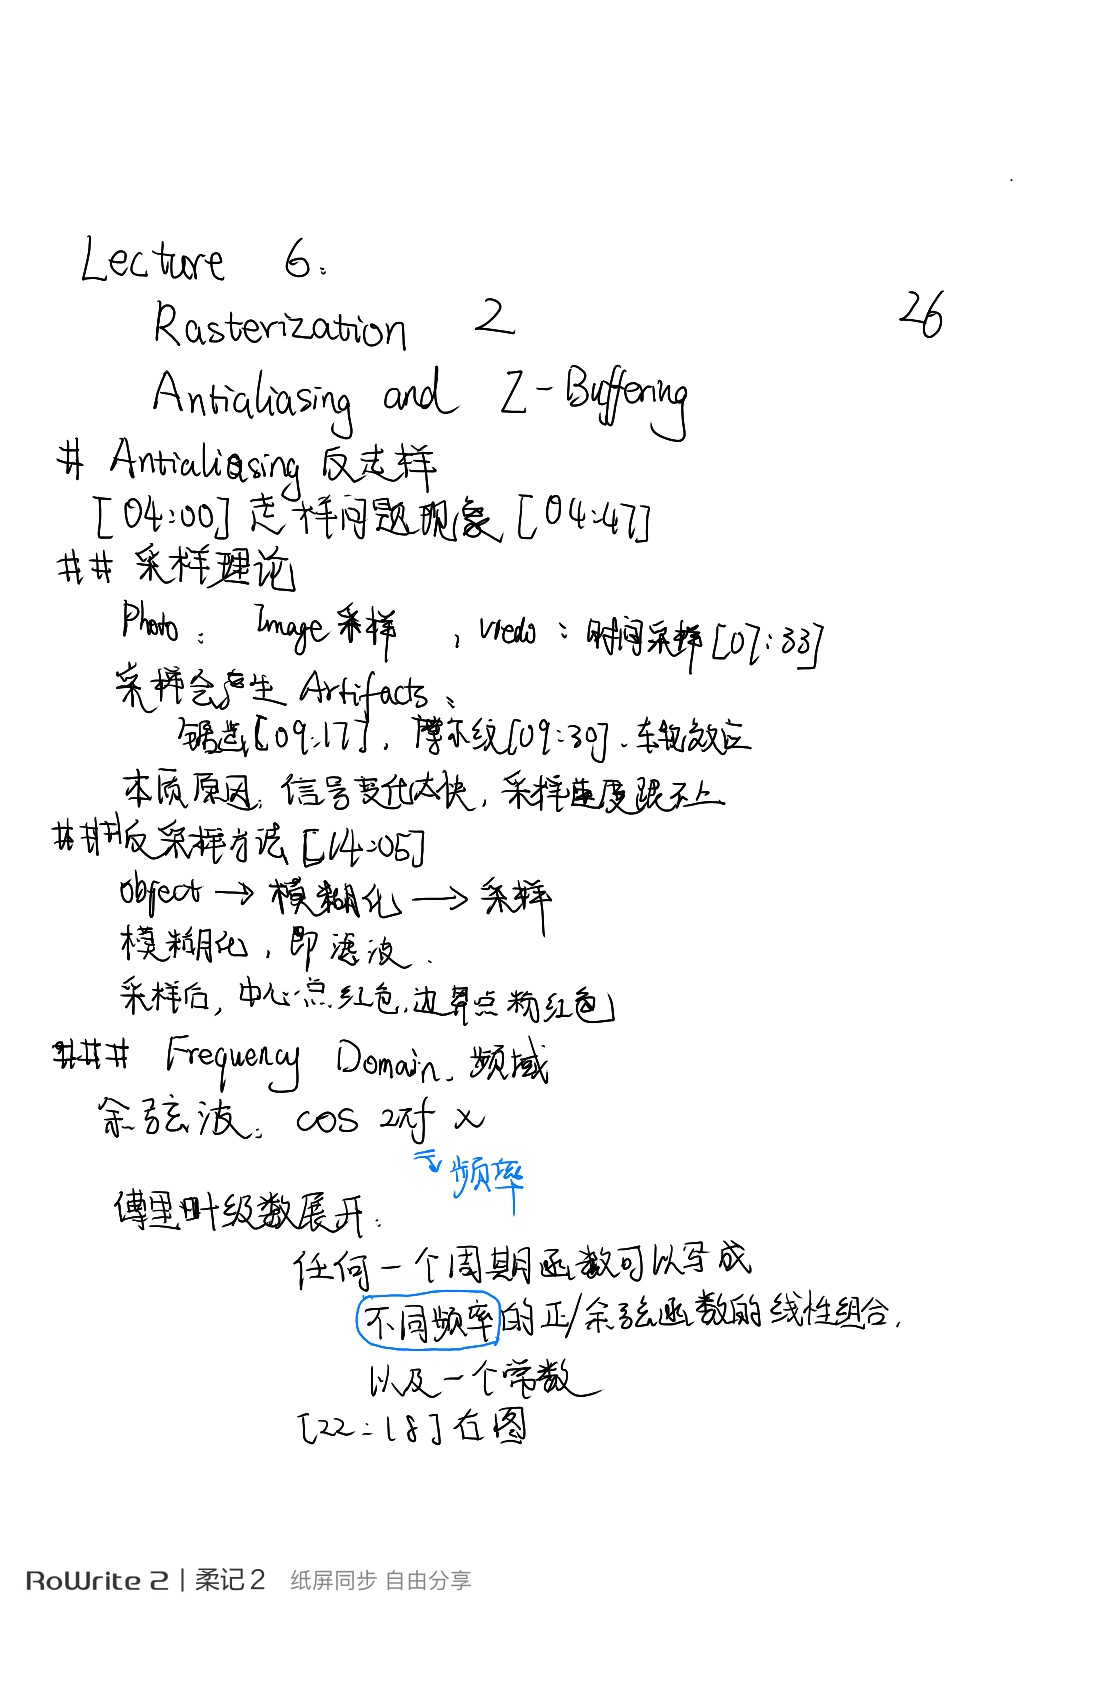 Lecture 6:
Rasterization 2
26
Antialiasing and Z-Buffering
# Antialiasing 反走样
[04:00] 走样问题现象 [04:47]
## 采样理论
Photo: Image采样, Viedo: 时间采样[07:33]
采样会产生 Artifacts:
锯齿[09:17], 摩尔纹[09:30]、车轮效应
本质原因: 信号变化太快, 采样速度跟不上
###反采样方法[14:05]
object → 模糊化 → 采样
模糊化, 即滤波.
采样后, 中心点红色, 边界点粉红色
### Frequency Domain. 频域
余弦波: cos 2πf x
频率
傅里叶级数展开:
任何一个周期函数可以写成
不同频率的正/余弦函数的线性组合.
以及一个常数
[22:18]右图
RoWrite 2 | 柔记 2 纸屏同步 自由分享